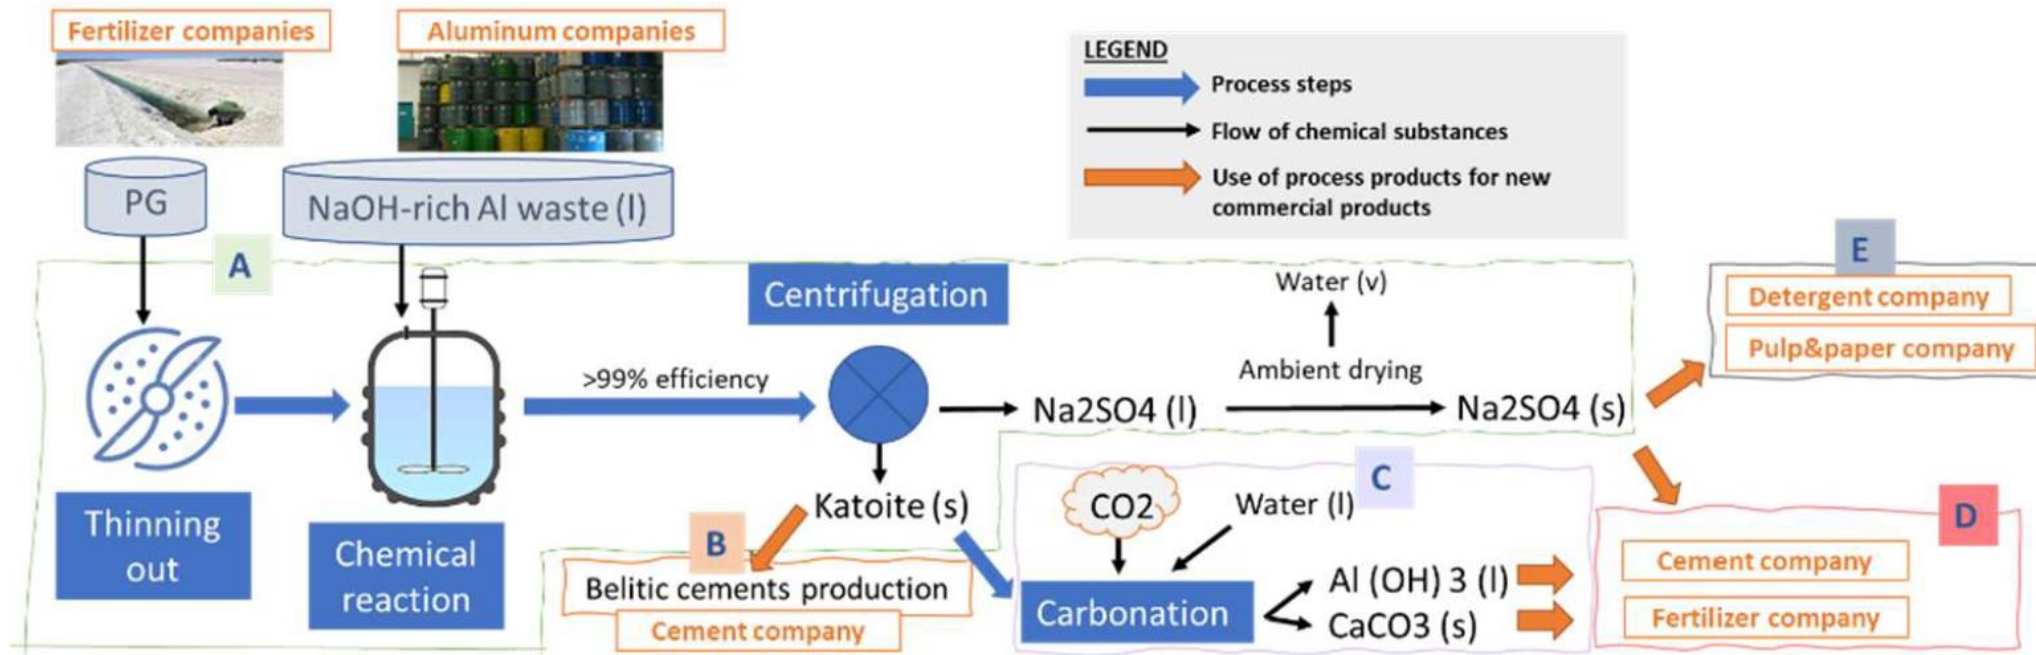 Fertilizer companies
Aluminum companies
LEGEND
Process steps
Flow of chemical substances
Use of process products for new
commercial products
PG
NaOH-rich Al waste (l)
A
E
Centrifugation
Water (v)
Detergent company
Pulp&paper company
>99% efficiency
Ambient drying
Na2SO4 (l)
Na2SO4 (s)
Thinning
out
Chemical
reaction
Katoite (s)
CO2
Water (l)
C
D
B
Belitic cements production
Cement company
Carbonation
Al (OH) 3 (l)
CaCO3 (s)
Cement company
Fertilizer company